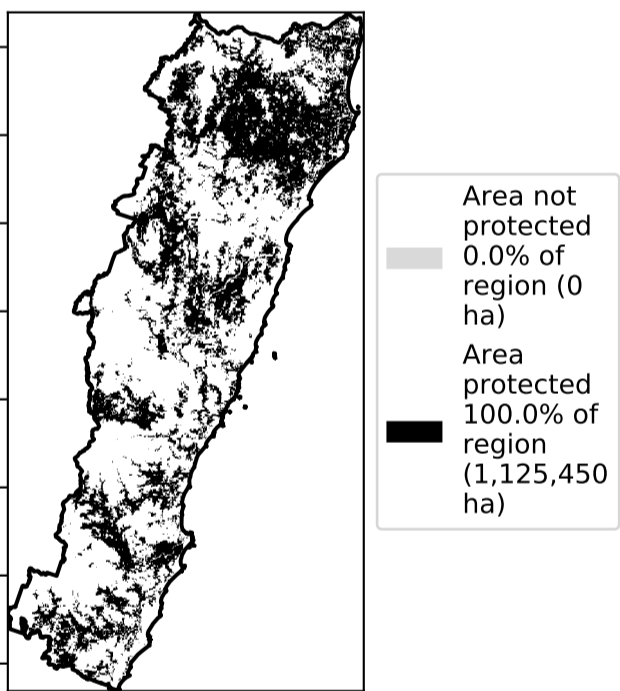 Area not
protected
0.0% of
region (0
ha)
Area
protected
100.0% of
region
(1,125,450
ha)